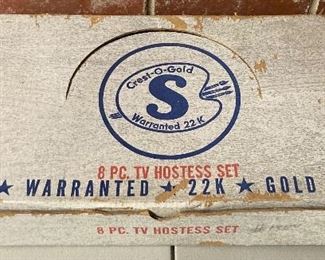 Crest-O-Gold
S
Warranted 22K
8 PC. TV HOSTESS SET
★ WARRANTED ★ 22K ★ GOLD
8 PC. TV HOSTESS SET